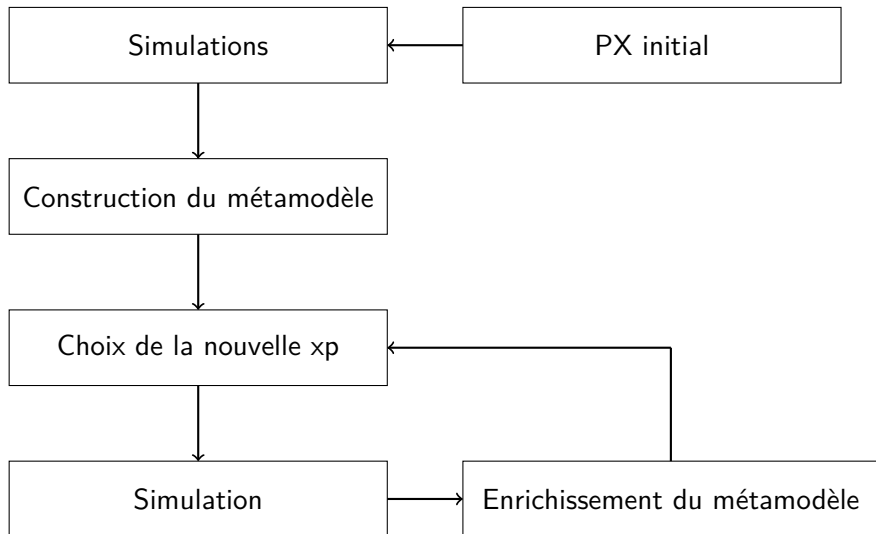 Simulations
PX initial
Construction du métamodèle
Choix de la nouvelle xp
Simulation
Enrichissement du métamodèle